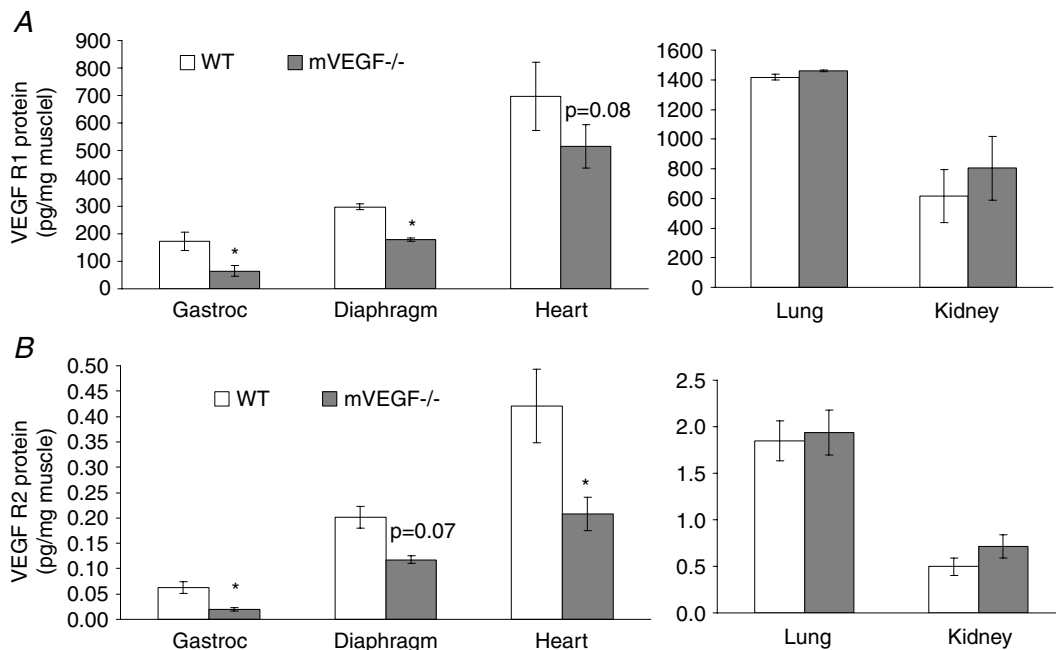 A
VEGF R1 protein
(pg/mg musclel)
900
800
700
600
500
400
300
200
100
0
WT
mVEGF-/-
*
*
p=0.08
Gastroc
Diaphragm
Heart
1600
1400
1200
1000
800
600
400
200
0
Lung
Kidney
B
VEGF R2 protein
(pg/mg muscle)
0.50
0.45
0.40
0.35
0.30
0.25
0.20
0.15
0.10
0.05
0.00
WT
mVEGF-/-
*
p=0.07
*
Gastroc
Diaphragm
Heart
2.5
2.0
1.5
1.0
0.5
0.0
Lung
Kidney